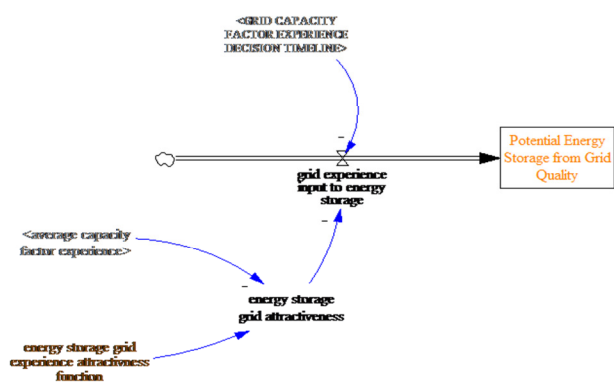 <GRID CAPACITY
FACTOR EXPERIENCE
DECISION TIMELINE>
Potential Energy
Storage from Grid
Quality
grid experience
input to energy
storage
<average capacity
factor experience>
energy storage
grid attractiveness
energy storage grid
experience attractivness
function